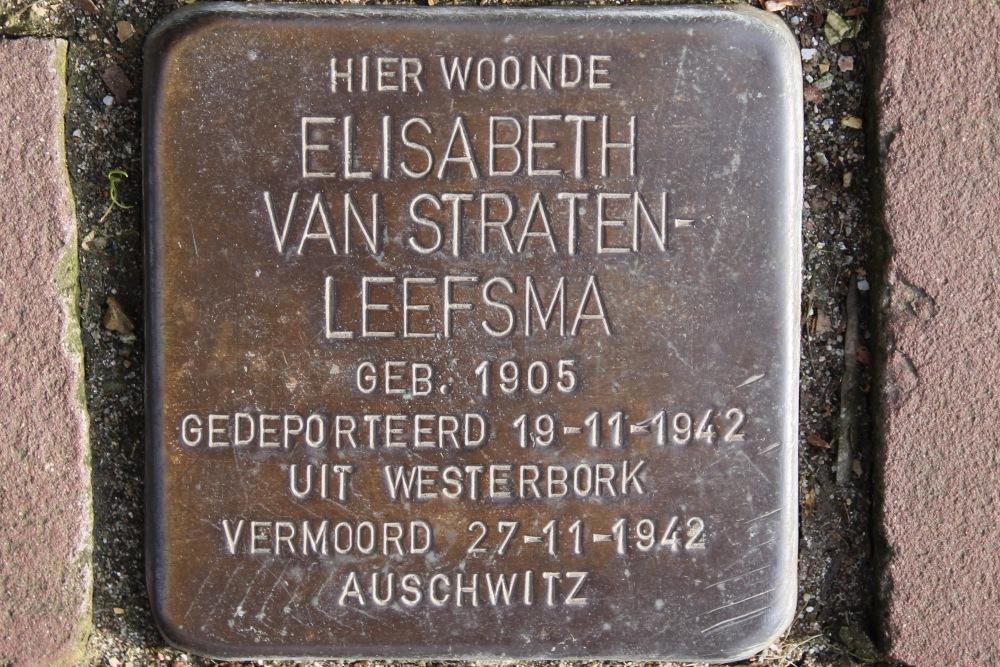 HIER WOONDE
ELISABETH
VAN STRATEN-
LEEFSMA
GEB. 1905
GEDEPORTEERD 19-11-1942
UIT WESTERBORK
VERMOORD 27-11-1942
AUSCHWITZ